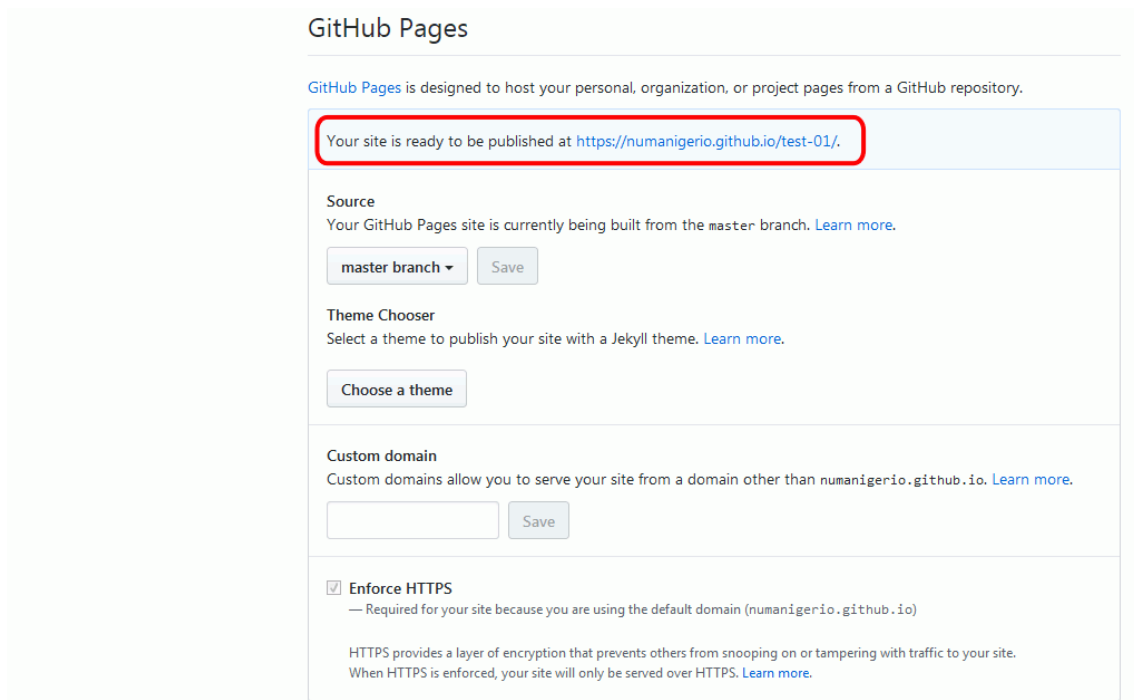 GitHub Pages
GitHub Pages is designed to host your personal, organization, or project pages from a GitHub repository.
Your site is ready to be published at https://numanigerio.github.io/test-01/.
Source
Your GitHub Pages site is currently being built from the master branch. Learn more.
master branch
Save
Theme Chooser
Select a theme to publish your site with a Jekyll theme. Learn more.
Choose a theme
Custom domain
Custom domains allow you to serve your site from a domain other than numanigerio.github.io. Learn more.
Save
Enforce HTTPS
— Required for your site because you are using the default domain (numanigerio.github.io)
HTTPS provides a layer of encryption that prevents others from snooping on or tampering with traffic to your site.
When HTTPS is enforced, your site will only be served over HTTPS. Learn more.